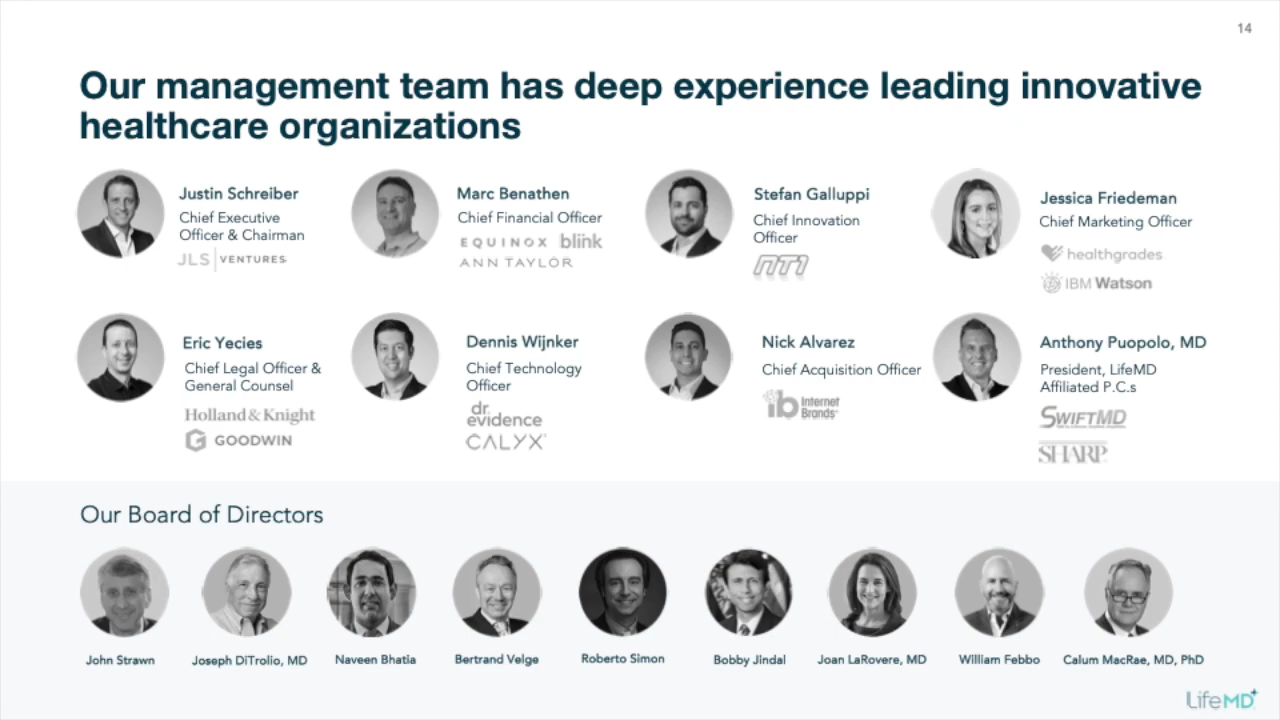 14
Our management team has deep experience leading innovative
healthcare organizations
Justin Schreiber
Chief Executive
Officer & Chairman
JLS VENTURES
Marc Benathen
Chief Financial Officer
EQUINOX blink
ANN TAYLOR
Stefan Galluppi
Chief Innovation
Officer
Jessica Friedeman
Chief Marketing Officer
healthgrades
IBM Watson
Eric Yecies
Chief Legal Officer &
General Counsel
Holland & Knight
GOODWIN
Dennis Wijnker
Chief Technology
Officer
dr.
evidence
CALYX
Nick Alvarez
Chief Acquisition Officer
ib Internet
Brands
Anthony Puopolo, MD
President, LifeMD
Affiliated P.C.s
SWIFTMD
SHARP
Our Board of Directors
John Strawn
Joseph DiTrolio, MD
Naveen Bhatia
Bertrand Velge
Roberto Simon
Bobby Jindal
Joan LaRovere, MD
William Febbo
Calum MacRae, MD, PhD
LifeMD